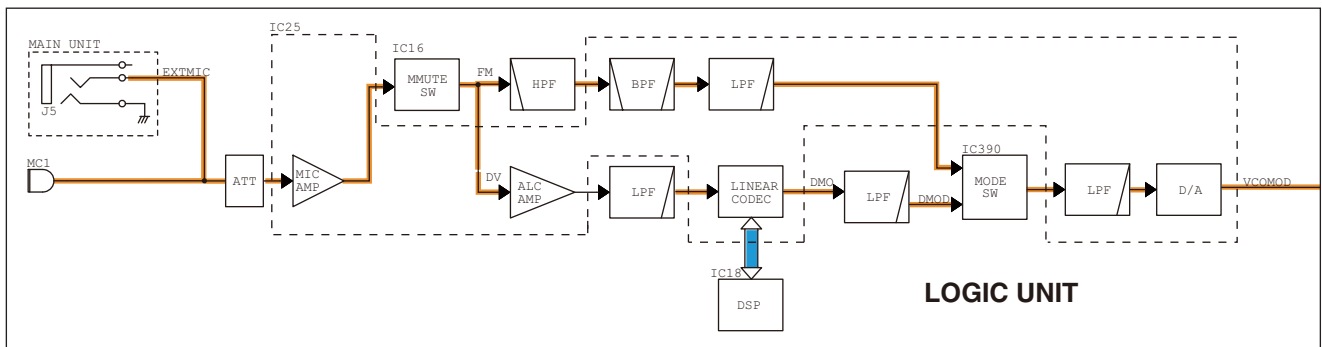 IC25
MAIN UNIT
EXTMIC
J5
IC16
MMUTE
SW
FM
HPF
BPF
LPF
MC1
ATT
MIC
AMP
DV
ALC
AMP
LPF
LINEAR
CODEC
DMO
LPF
DMOD
IC390
MODE
SW
LPF
D/A
VCOMOD
IC18
DSP
LOGIC UNIT